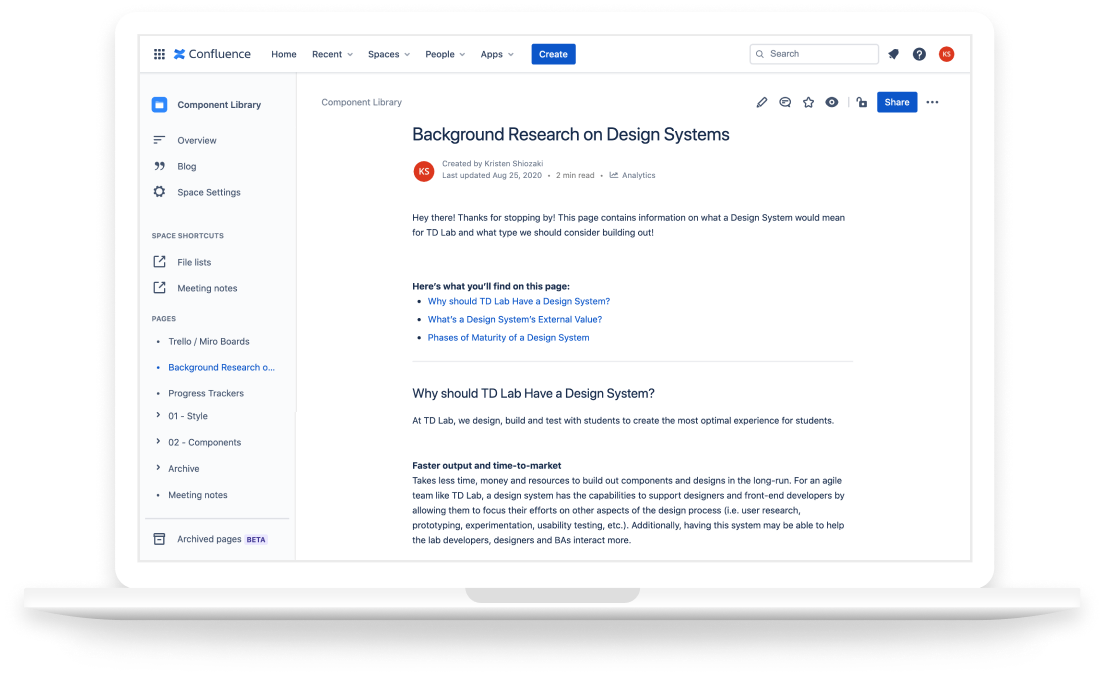 Confluence Home Recent Spaces People Apps Create Search KS
Component Library
Overview
Blog
Space Settings
SPACE SHORTCUTS
File lists
Meeting notes
PAGES
Trello / Miro Boards
Background Research o...
Progress Trackers
01 - Style
02 - Components
Archive
Meeting notes
Archived pages BETA
Component Library
Share
Background Research on Design Systems
KS
Created by Kristen Shiozaki
Last updated Aug 25, 2020 • 2 min read • Analytics
Hey there! Thanks for stopping by! This page contains information on what a Design System would mean
for TD Lab and what type we should consider building out!
Here's what you'll find on this page:
• Why should TD Lab Have a Design System?
• What's a Design System's External Value?
• Phases of Maturity of a Design System
Why should TD Lab Have a Design System?
At TD Lab, we design, build and test with students to create the most optimal experience for students.
Faster output and time-to-market
Takes less time, money and resources to build out components and designs in the long-run. For an agile
team like TD Lab, a design system has the capabilities to support designers and front-end developers by
allowing them to focus their efforts on other aspects of the design process (i.e. user research,
prototyping, experimentation, usability testing, etc.). Additionally, having this system may be able to help
the lab developers, designers and BAs interact more.